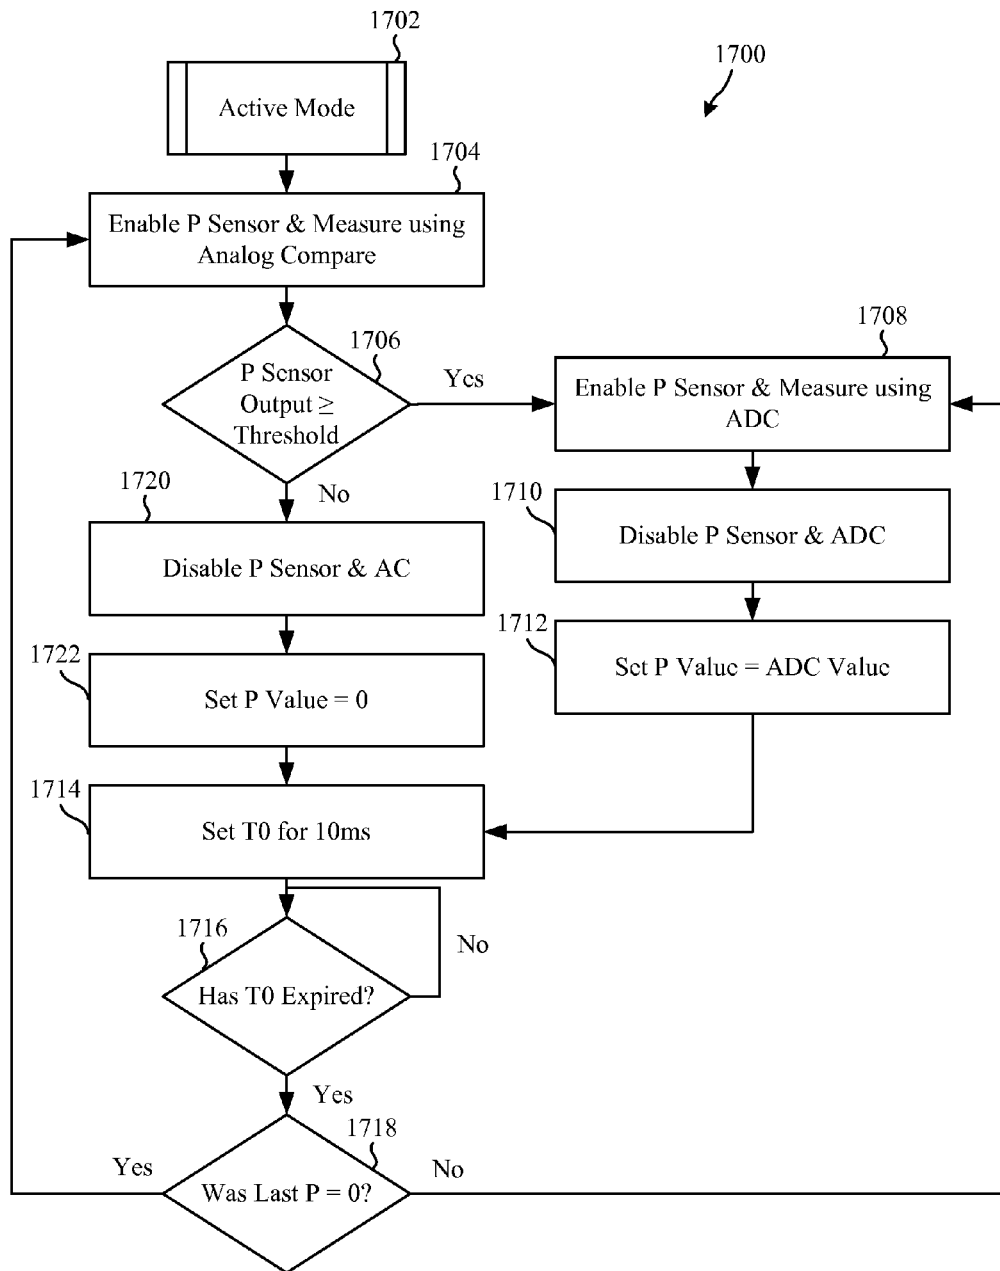 1702
1700
Active Mode
1704
Enable P Sensor & Measure using
Analog Compare
1706
P Sensor
Output ≥
Threshold
Yes
1708
Enable P Sensor & Measure using
ADC
No
1720
Disable P Sensor & AC
1710
Disable P Sensor & ADC
1722
Set P Value = 0
1712
Set P Value = ADC Value
1714
Set T0 for 10ms
1716
Has T0 Expired?
No
Yes
1718
Was Last P = 0?
Yes
No